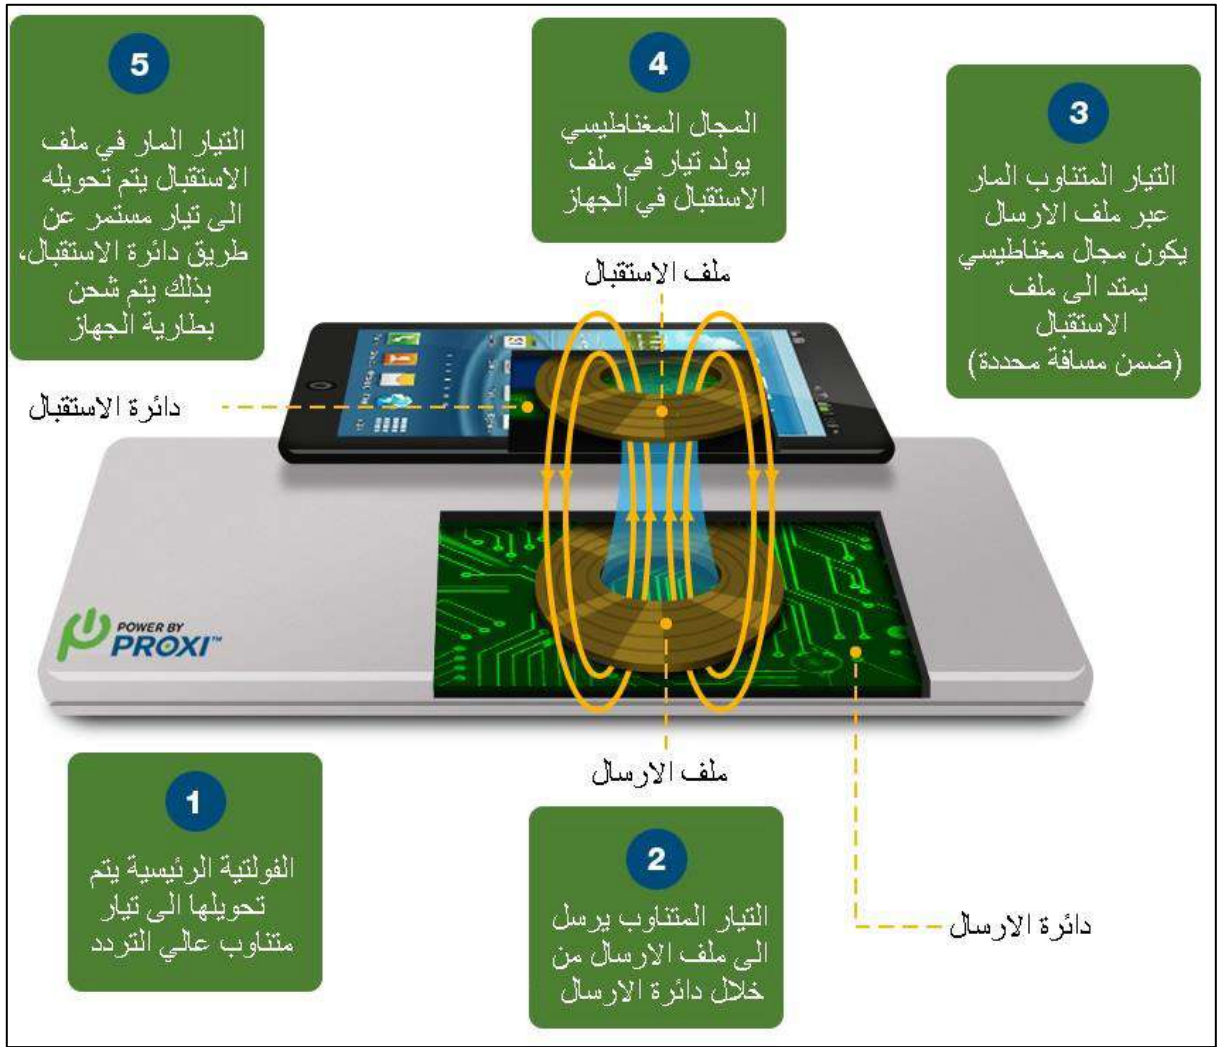 5
التيار المار في ملف
الاستقبال يتم تحويله
الى تيار مستمر عن
طريق دائرة الاستقبال،
بذلك يتم شحن
بطارية الجهاز
4
المجال المغناطيسي
يولد تيار في ملف
الاستقبال في الجهاز
3
التيار المتناوب المار
عبر ملف الارسال
يكون مجال مغناطيسي
يمتد الى ملف
الاستقبال
(ضمن مسافة محددة)
ملف الاستقبال
دائرة الاستقبال
POWER BY
PROXI™
ملف الارسال
دائرة الارسال
1
الفولتية الرئيسية يتم
تحويلها الى تيار
متناوب عالي التردد
2
التيار المتناوب يرسل
الى ملف الارسال من
خلال دائرة الارسال